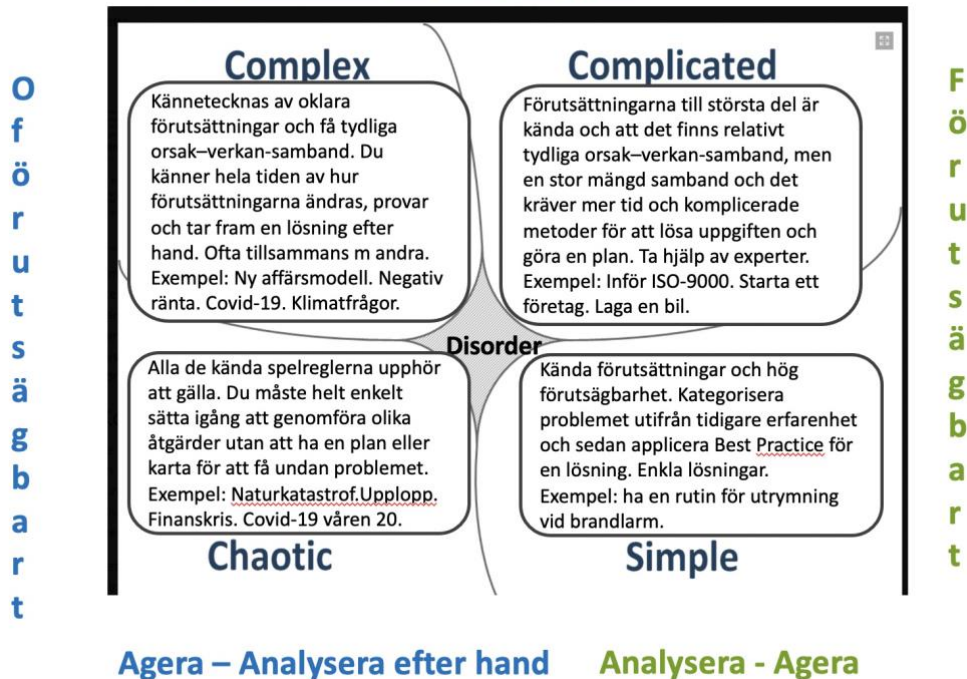 Oförutsägbart
Complex
Kännetecknas av oklara
förutsättningar och få tydliga
orsak–verkan-samband. Du
känner hela tiden av hur
förutsättningarna ändras, provar
och tar fram en lösning efter
hand. Ofta tillsammans m andra.
Exempel: Ny affärsmodell. Negativ
ränta. Covid-19. Klimatfrågor.
Complicated
Förutsättningarna till största del är
kända och att det finns relativt
tydliga orsak–verkan-samband, men
en stor mängd samband och det
kräver mer tid och komplicerade
metoder för att lösa uppgiften och
göra en plan. Ta hjälp av experter.
Exempel: Inför ISO-9000. Starta ett
företag. Laga en bil.
Förutsägbart
Disorder
Alla de kända spelreglerna upphör
att gälla. Du måste helt enkelt
sätta igång att genomföra olika
åtgärder utan att ha en plan eller
karta för att få undan problemet.
Exempel: Naturkatastrof.Upplopp.
Finanskris. Covid-19 våren 20.
Chaotic
Kända förutsättningar och hög
förutsägbarhet. Kategorisera
problemet utifrån tidigare erfarenhet
och sedan applicera Best Practice för
en lösning. Enkla lösningar.
Exempel: ha en rutin för utrymning
vid brandlarm.
Simple
Agera – Analysera efter hand
Analysera - Agera